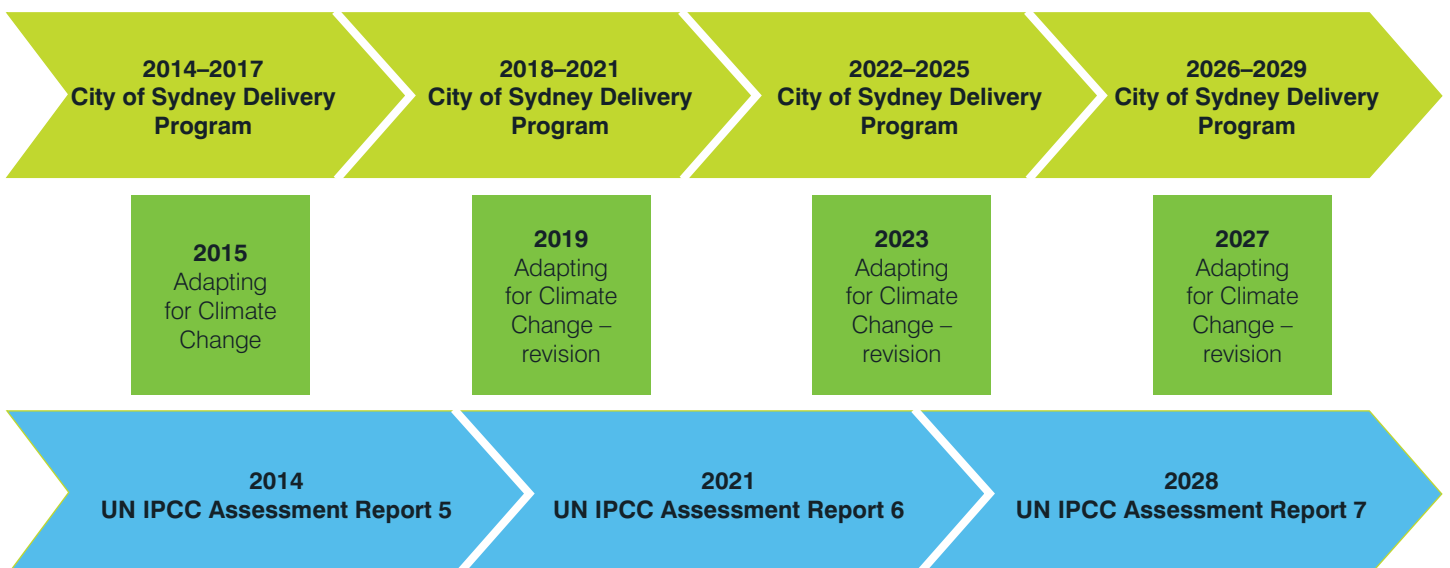 2014–2017
City of Sydney Delivery
Program
2018–2021
City of Sydney Delivery
Program
2022–2025
City of Sydney Delivery
Program
2026–2029
City of Sydney Delivery
Program
2015
Adapting
for Climate
Change
2019
Adapting
for Climate
Change –
revision
2023
Adapting
for Climate
Change –
revision
2027
Adapting
for Climate
Change –
revision
2014
UN IPCC Assessment Report 5
2021
UN IPCC Assessment Report 6
2028
UN IPCC Assessment Report 7